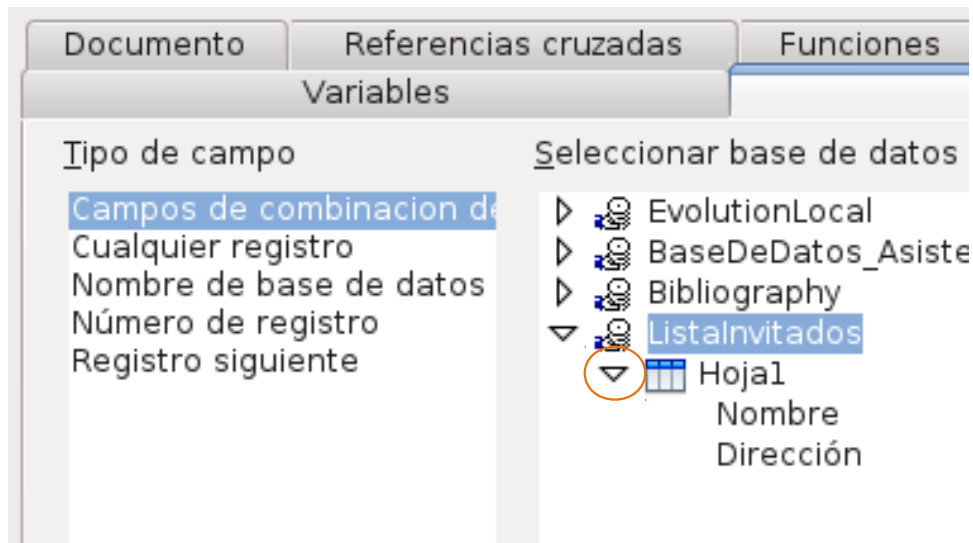 Documento
Referencias cruzadas
Funciones
Variables
Tipo de campo
Campos de combinacion de
Cualquier registro
Nombre de base de datos
Número de registro
Registro siguiente
Seleccionar base de datos
EvolutionLocal
BaseDeDatos_Asiste
Bibliography
ListaInvitados
Hoja1
Nombre
Dirección